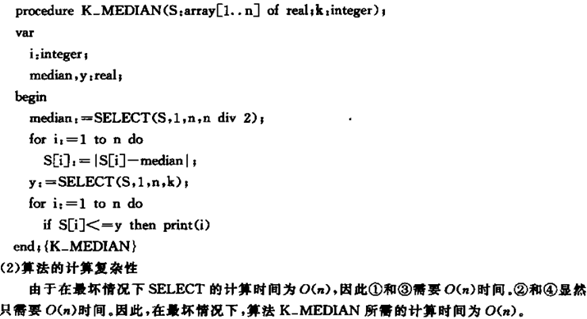 procedure K_MEDIAN(S:array[1..n] of real;k:integer);
var
i:integer;
median,y:real;
begin
median:=SELECT(S,1,n,n div 2);
for i:=1 to n do
S[i]:=|S[i]-median|;
y:=SELECT(S,1,n,k);
for i:=1 to n do
if S[i]<=y then print(i)
end;{K_MEDIAN}
(2)算法的计算复杂性
由于在最坏情况下 SELECT 的计算时间为 O(n),因此①和③需要 O(n)时间。②和④显然
只需要 O(n)时间。因此,在最坏情况下,算法 K_MEDIAN 所需的计算时间为 O(n)。